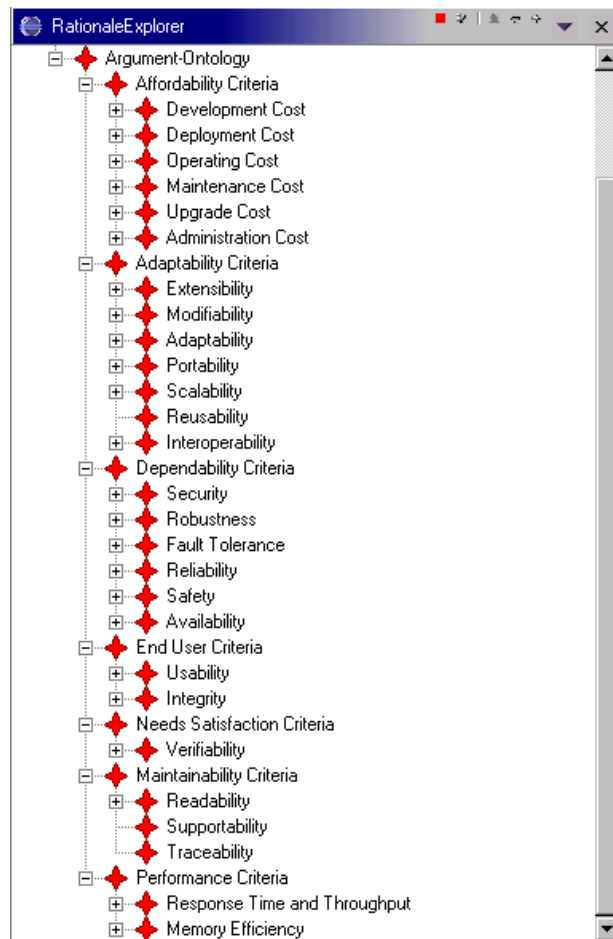 RationaleExplorer
Argument-Ontology
Affordability Criteria
Development Cost
Deployment Cost
Operating Cost
Maintenance Cost
Upgrade Cost
Administration Cost
Adaptability Criteria
Extensibility
Modifiability
Adaptability
Portability
Scalability
Reusability
Interoperability
Dependability Criteria
Security
Robustness
Fault Tolerance
Reliability
Safety
Availability
End User Criteria
Usability
Integrity
Needs Satisfaction Criteria
Verifiability
Maintainability Criteria
Readability
Supportability
Traceability
Performance Criteria
Response Time and Throughput
Memory Efficiency